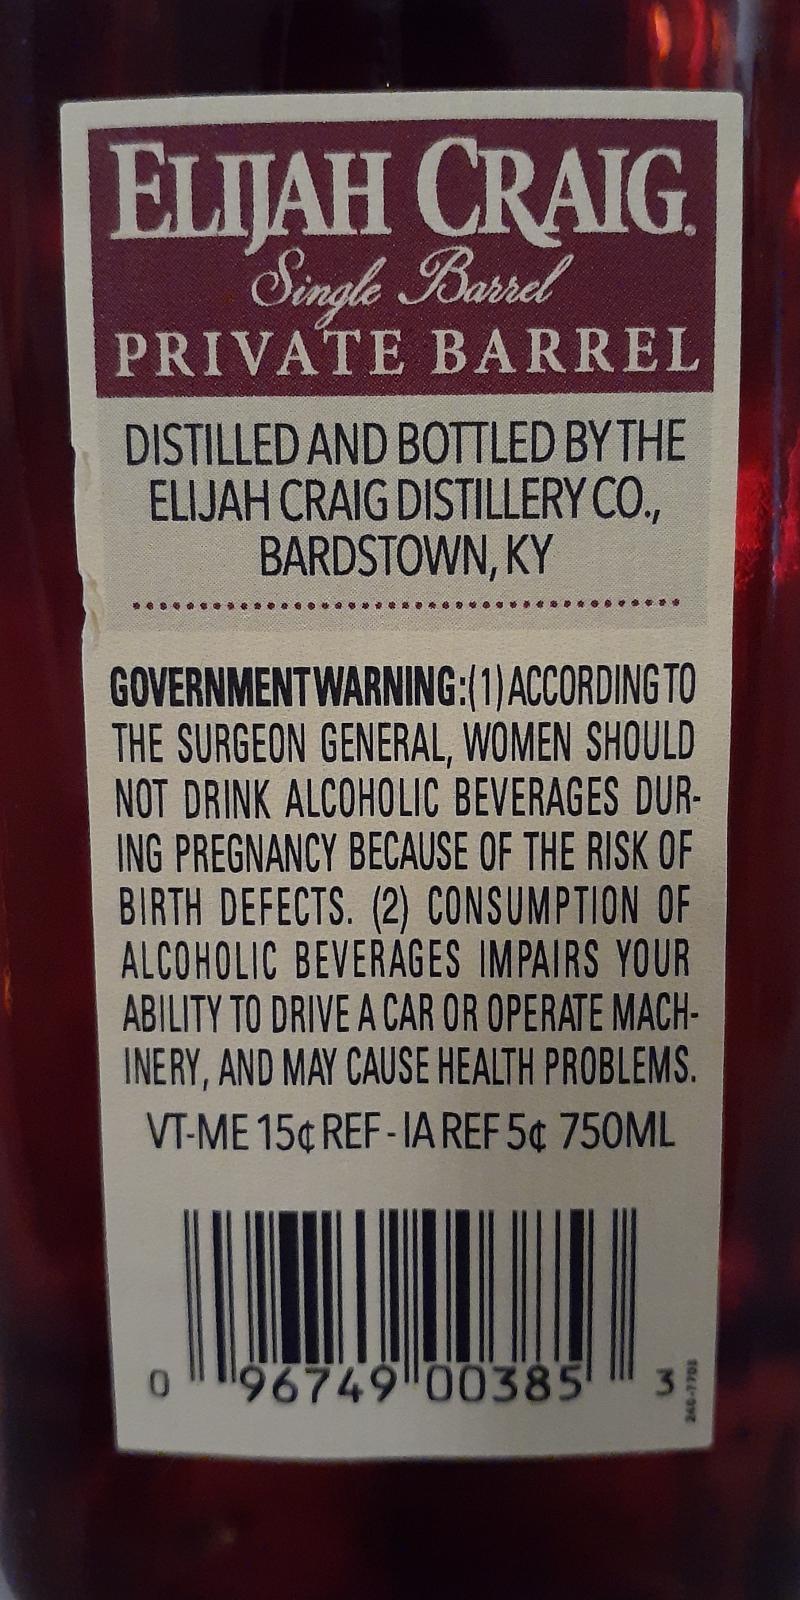 ELIJAH CRAIG®
Single Barrel
PRIVATE BARREL
DISTILLED AND BOTTLED BY THE
ELIJAH CRAIG DISTILLERY CO.,
BARDSTOWN, KY
GOVERNMENT WARNING: (1) ACCORDING TO
THE SURGEON GENERAL, WOMEN SHOULD
NOT DRINK ALCOHOLIC BEVERAGES DUR-
ING PREGNANCY BECAUSE OF THE RISK OF
BIRTH DEFECTS. (2) CONSUMPTION OF
ALCOHOLIC BEVERAGES IMPAIRS YOUR
ABILITY TO DRIVE A CAR OR OPERATE MACH-
INERY, AND MAY CAUSE HEALTH PROBLEMS.
VT-ME 15¢ REF - IA REF 5¢ 750ML
0 96749 00385 3